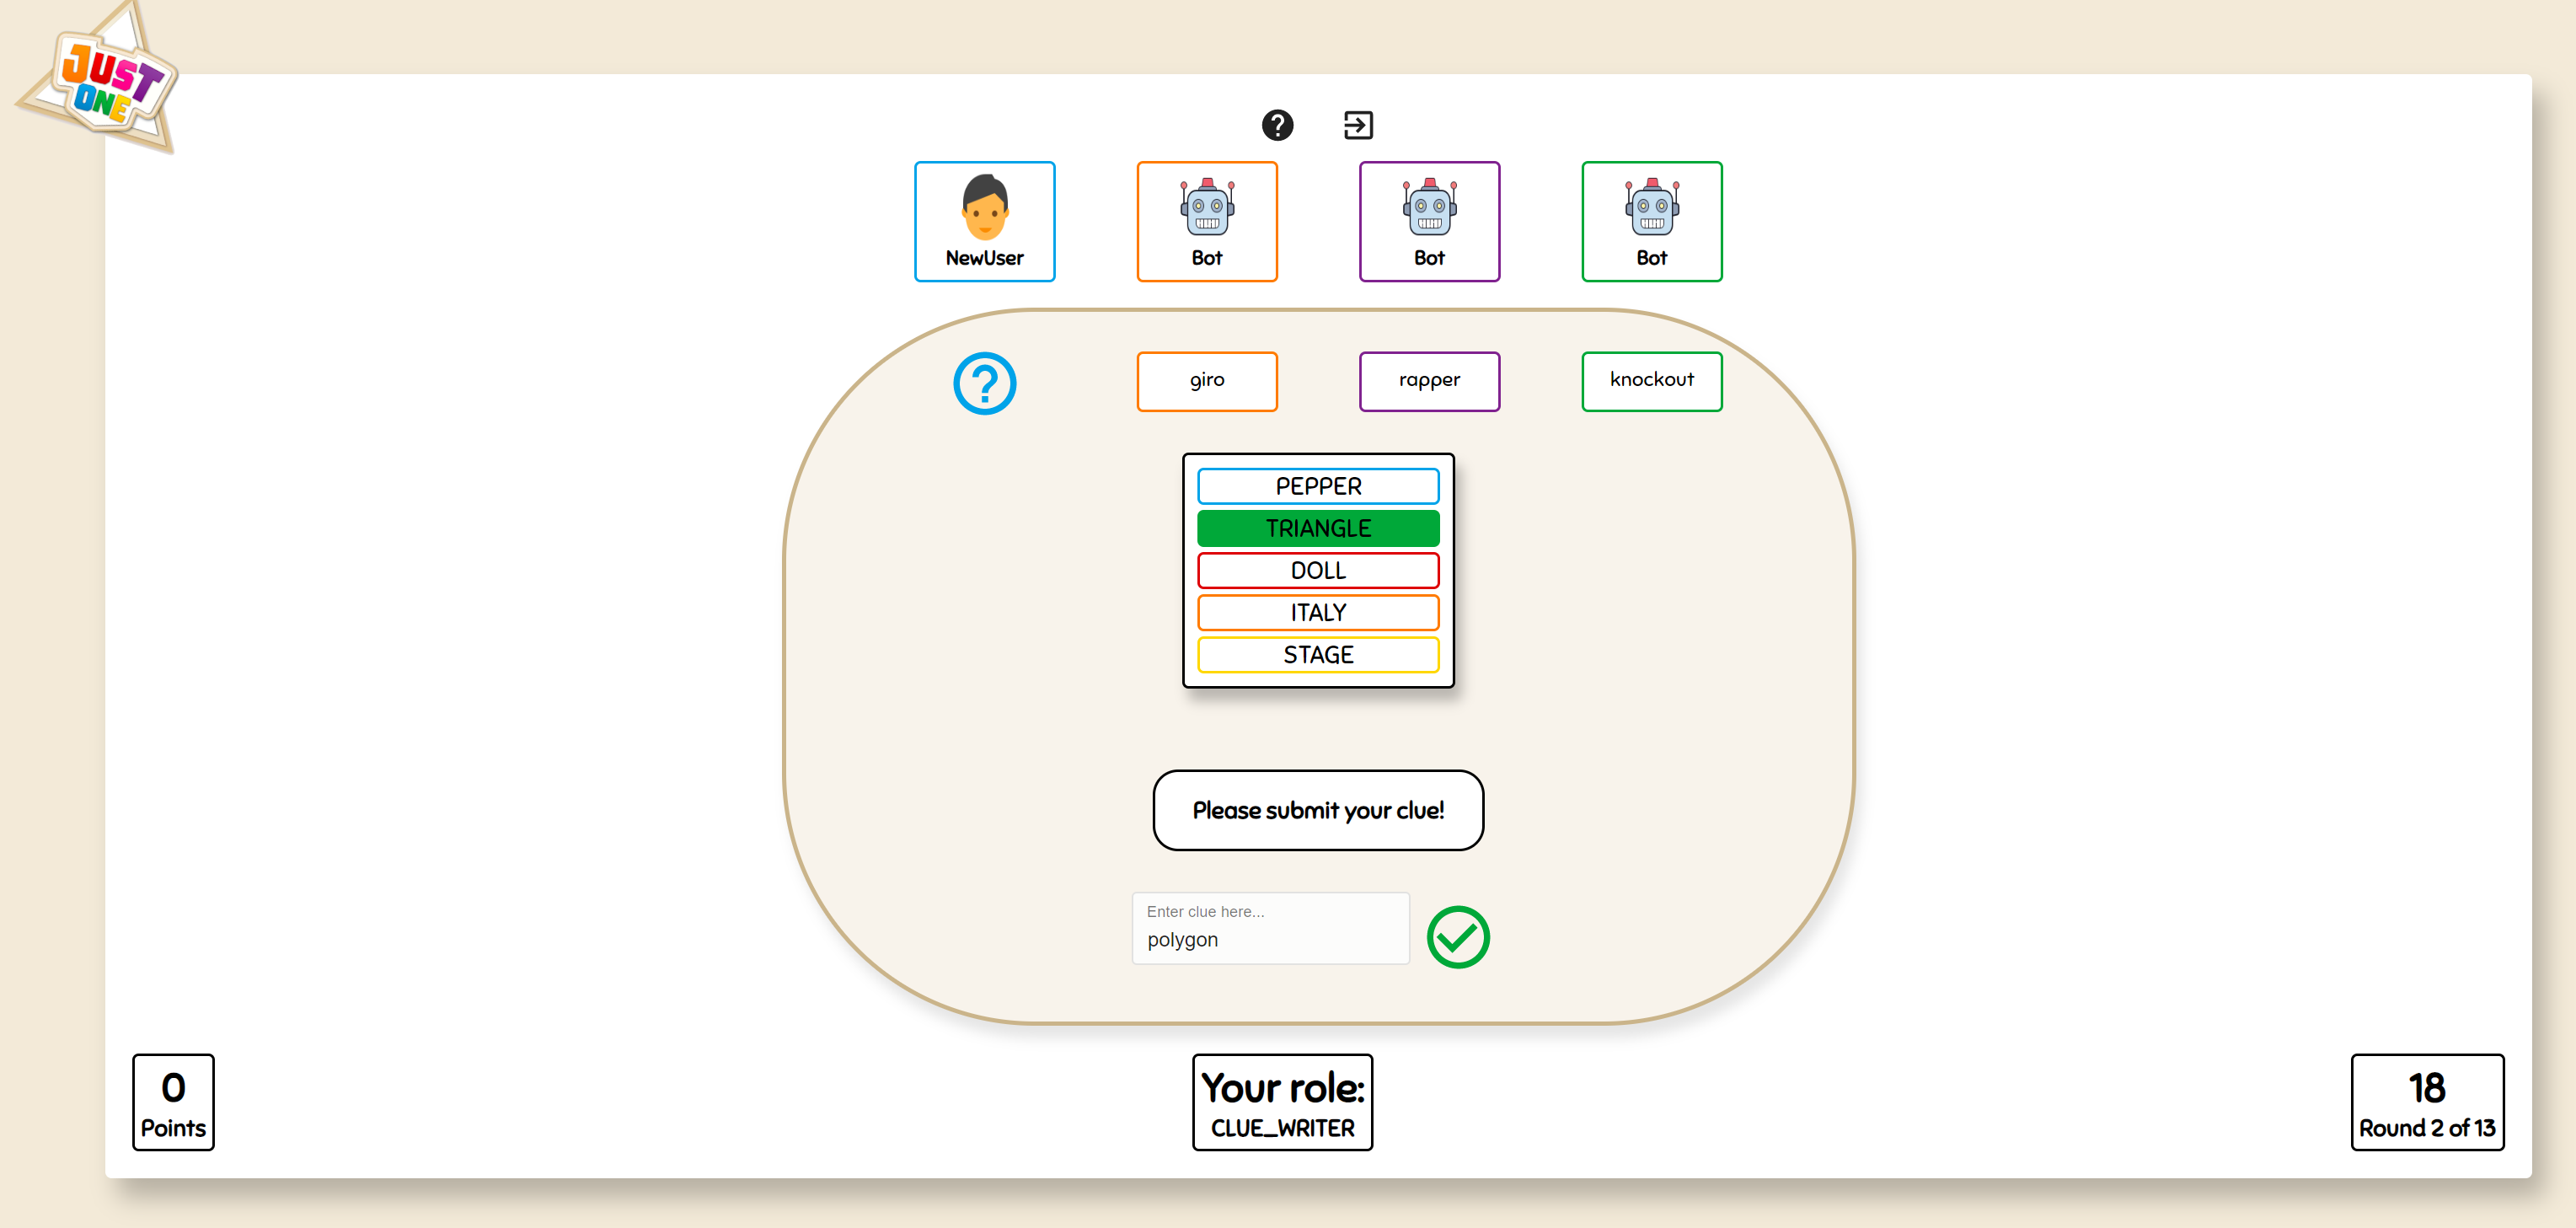 JUST
ONE
NewUser
Bot
Bot
Bot
giro
rapper
knockout
PEPPER
TRIANGLE
DOLL
ITALY
STAGE
Please submit your clue!
Enter clue here...
polygon
0
Points
Your role:
CLUE_WRITER
18
Round 2 of 13